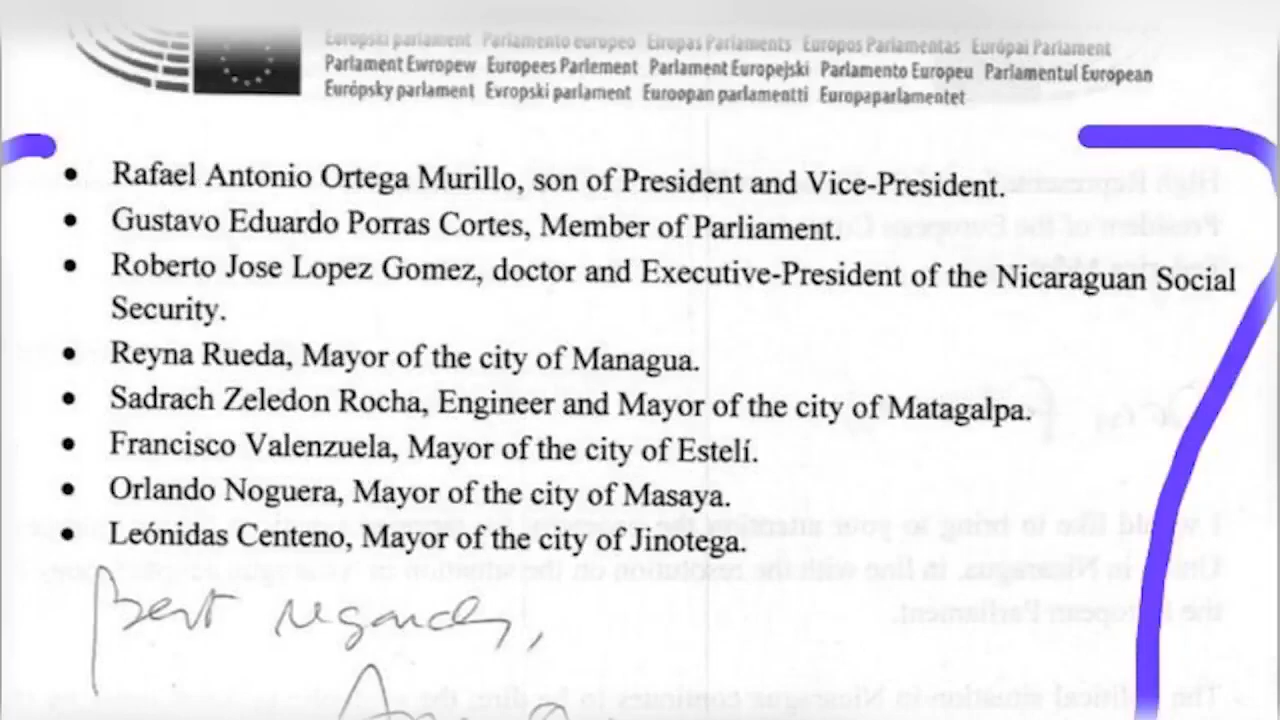 Europski parlament Parlamento europeo Eiropas Parlaments Europos Parlamentas Európai Parlament
Parlament Ewropew Europees Parlement Parlament Europejski Parlamento Europeu Parlamentul European
Európsky parlament Evropski parlament Euroopan parlamentti Europaparlamentet
• Rafael Antonio Ortega Murillo, son of President and Vice-President.
• Gustavo Eduardo Porras Cortes, Member of Parliament.
• Roberto Jose Lopez Gomez, doctor and Executive-President of the Nicaraguan Social
Security.
• Reyna Rueda, Mayor of the city of Managua.
• Sadrach Zeledon Rocha, Engineer and Mayor of the city of Matagalpa.
• Francisco Valenzuela, Mayor of the city of Estelí.
• Orlando Noguera, Mayor of the city of Masaya.
• Leónidas Centeno, Mayor of the city of Jinotega.
Best regards,